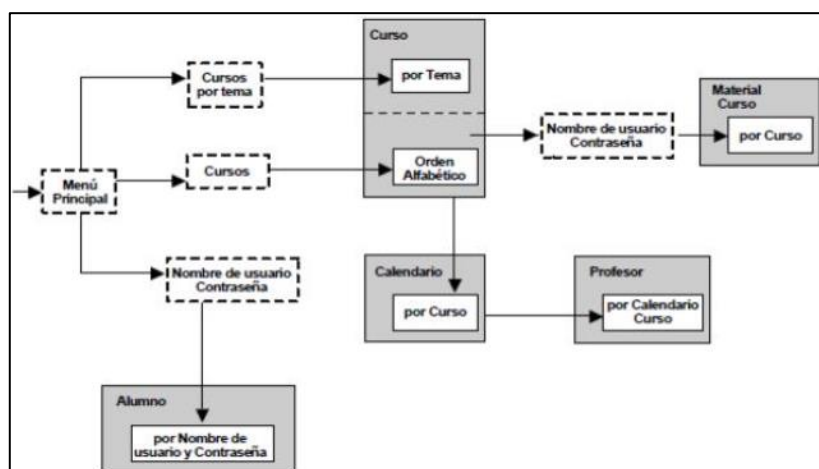 Curso
Cursos
por tema
por Tema
Material
Curso
Nombre de usuario
Contraseña
por Curso
Menú
Principal
Cursos
Orden
Alfabético
Nombre de usuario
Contraseña
Calendario
por Curso
Profesor
por Calendario
Curso
Alumno
por Nombre de
usuario y Contraseña